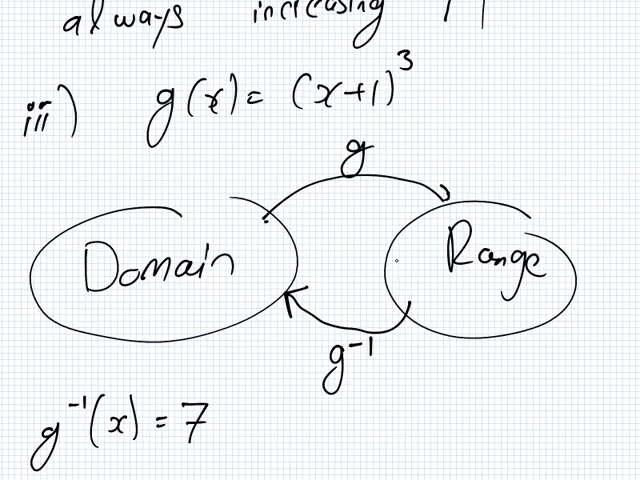 always increasing
iii) g(x) = (x+1)³
g
Domain
Range
g⁻¹
g⁻¹(x) = 7